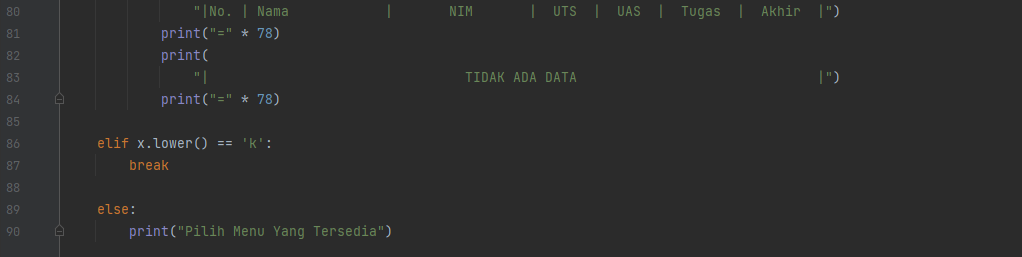 80 "|No. | Nama            |       NIM       |  UTS  |  UAS  |  Tugas  |  Akhir  |")
81 print("=" * 78)
82 print(
83 "|                                TIDAK ADA DATA                              |")
84 print("=" * 78)
85
86 elif x.lower() == 'k':
87 break
88
89 else:
90 print("Pilih Menu Yang Tersedia")